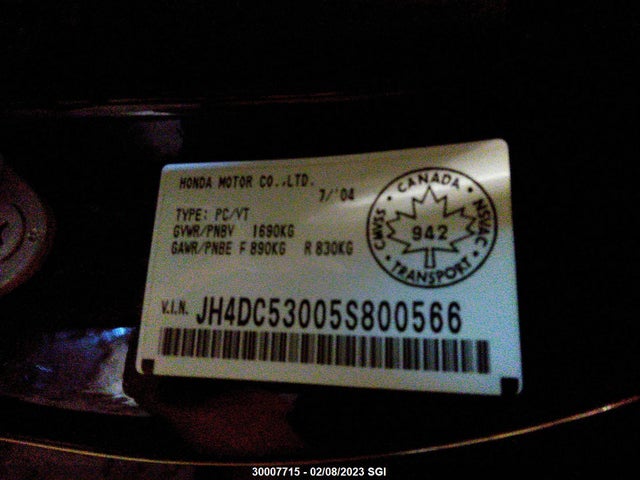 HONDA MOTOR CO.,LTD.
7/'04
TYPE: PC/VT
GVWR/PNBV 1690KG
GAWR/PNBE F 890KG R 830KG
CANADA
CMVSS 942 NSVAC
TRANSPORT
V.I.N. JH4DC53005S800566
30007715 - 02/08/2023 SGI